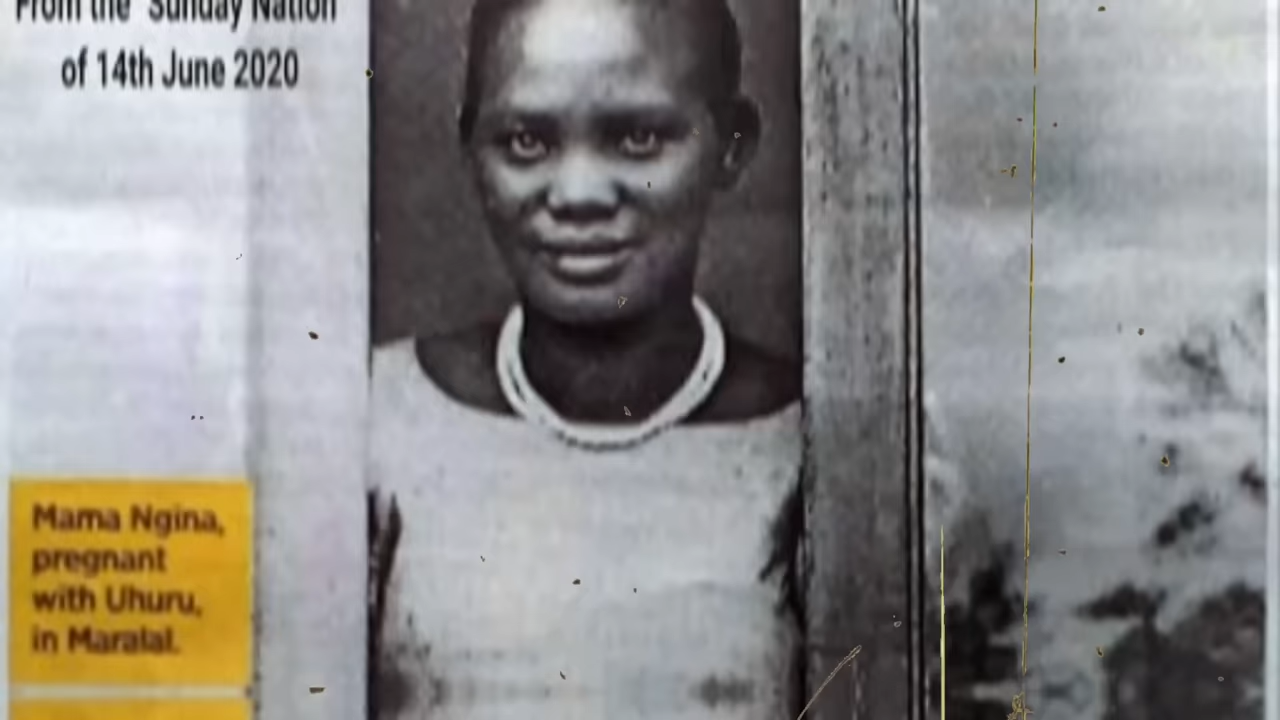 From the 'Sunday Nation
of 14th June 2020
Mama Ngina,
pregnant
with Uhuru,
in Maralal.